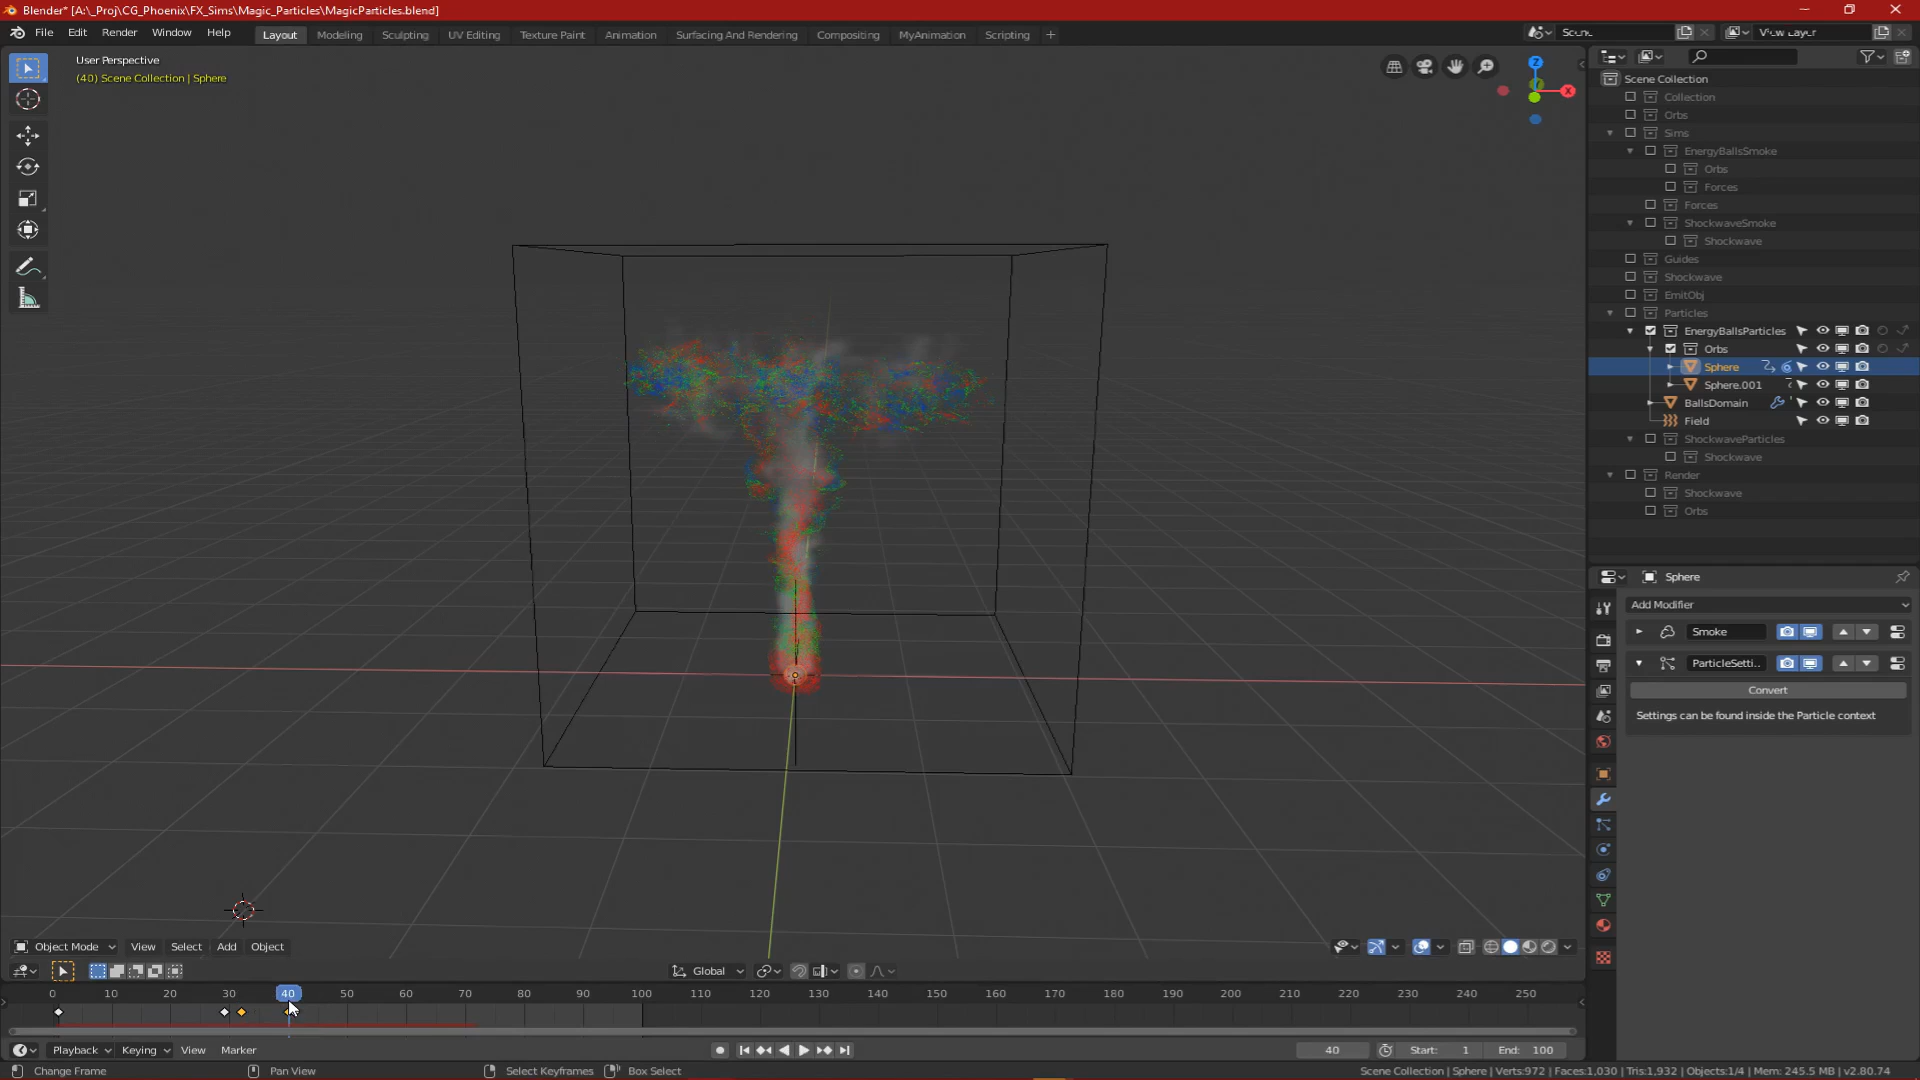 Blender* [A:\_Proj\CG_Phoenix\FX_Sims\Magic_Particles\MagicParticles.blend]
File Edit Render Window Help Layout Modeling Sculpting UV Editing Texture Paint Animation Surfacing And Rendering Compositing MyAnimation Scripting
View Layer
User Perspective
(40) Scene Collection | Sphere
Z
X
Scene Collection
Collection
Orbs
Sims
EnergyBallsSmoke
Orbs
Forces
Forces
ShockwaveSmoke
Shockwave
Guides
Shockwave
EmitObj
Particles
EnergyBallsParticles
Orbs
Sphere
Sphere.001
BallsDomain
Field
ShockwaveParticles
Shockwave
Render
Shockwave
Orbs
Sphere
Add Modifier
Smoke
ParticleSetti..
Convert
Settings can be found inside the Particle context
Object Mode View Select Add Object
Global
0 10 20 30 40 50 60 70 80 90 100 110 120 130 140 150 160 170 180 190 200 210 220 230 240 250
Playback Keying View Marker 40 Start: 1 End: 100
Change Frame Pan View Select Keyframes Box Select Scene Collection | Sphere | Verts:972 | Faces:1,030 | Tris:1,932 | Objects:1/4 | Mem: 245.5 MB | v2.80.74